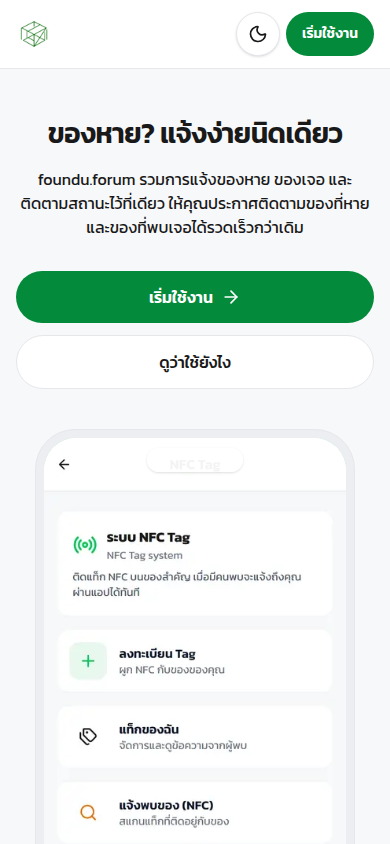 เริ่มใช้งาน
ของหาย? แจ้งง่ายนิดเดียว
foundu.forum รวมการแจ้งของหาย ของเจอ และ
ติดตามสถานะไว้ที่เดียว ให้คุณประกาศติดตามของที่หาย
และของที่พบเจอได้รวดเร็วกว่าเดิม
เริ่มใช้งาน
ดูว่าใช้ยังไง
NFC Tag
ระบบ NFC Tag
NFC Tag system
ติดแท็ก NFC บนของสำคัญ เมื่อมีคนพบจะแจ้งถึงคุณ
ผ่านแอปได้ทันที
ลงทะเบียน Tag
ผูก NFC กับของของคุณ
แท็กของฉัน
จัดการและดูข้อความจากผู้พบ
แจ้งพบของ (NFC)
สแกนแท็กที่ติดอยู่กับของ